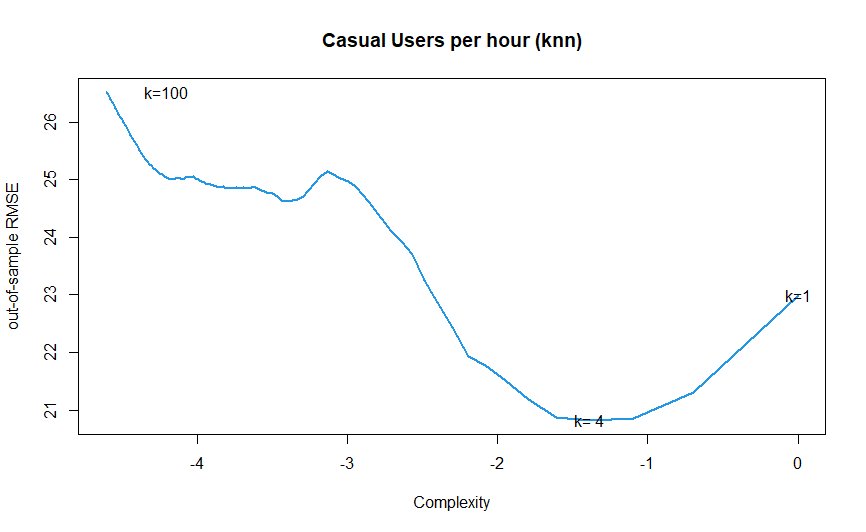 Casual Users per hour (knn)
k=100
26
25
24
23
22
21
out-of-sample RMSE
k=1
k= 4
-4
-3
-2
-1
0
Complexity